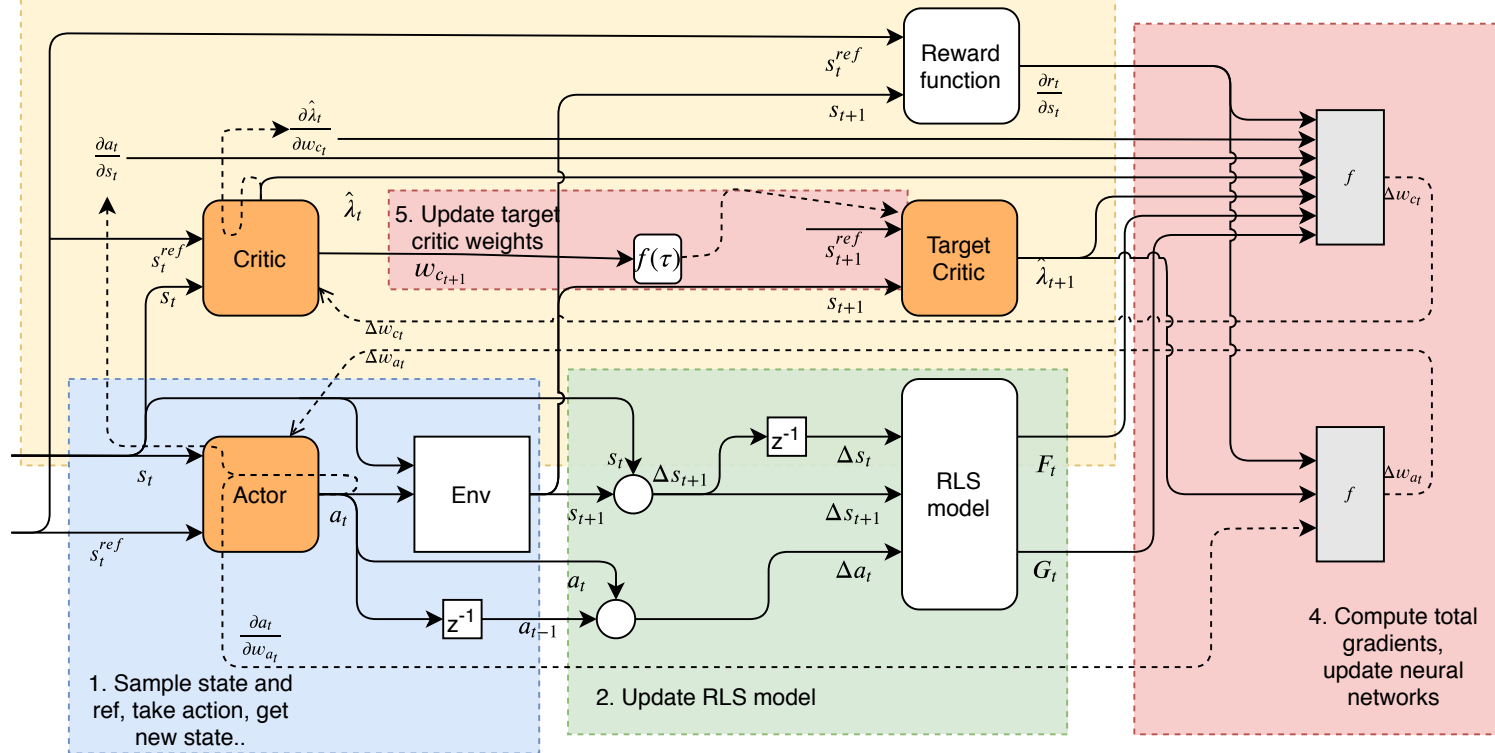 s_t^{ref}
Reward
function
∂r_t/∂s_t
s_{t+1}
∂λ̂_t/∂w_{c_t}
∂a_t/∂s_t
f
Δw_{ct}
λ̂_t
5. Update target
critic weights
s_t^{ref}
Critic
w_{c_{t+1}}
f(τ)
s_{t+1}^{ref}
Target
Critic
λ̂_{t+1}
s_t
s_{t+1}
Δw_{ct}
Δw_{at}
s_t
Actor
a_t
Env
s_{t+1}
s_t
Δs_{t+1}
z^{-1}
Δs_t
Δs_{t+1}
RLS
model
F_t
f
Δw_{at}
s_t^{ref}
a_t
Δa_t
G_t
z^{-1}
a_{t-1}
∂a_t/∂w_{a_t}
1. Sample state and
ref, take action, get
new state..
2. Update RLS model
4. Compute total
gradients,
update neural
networks